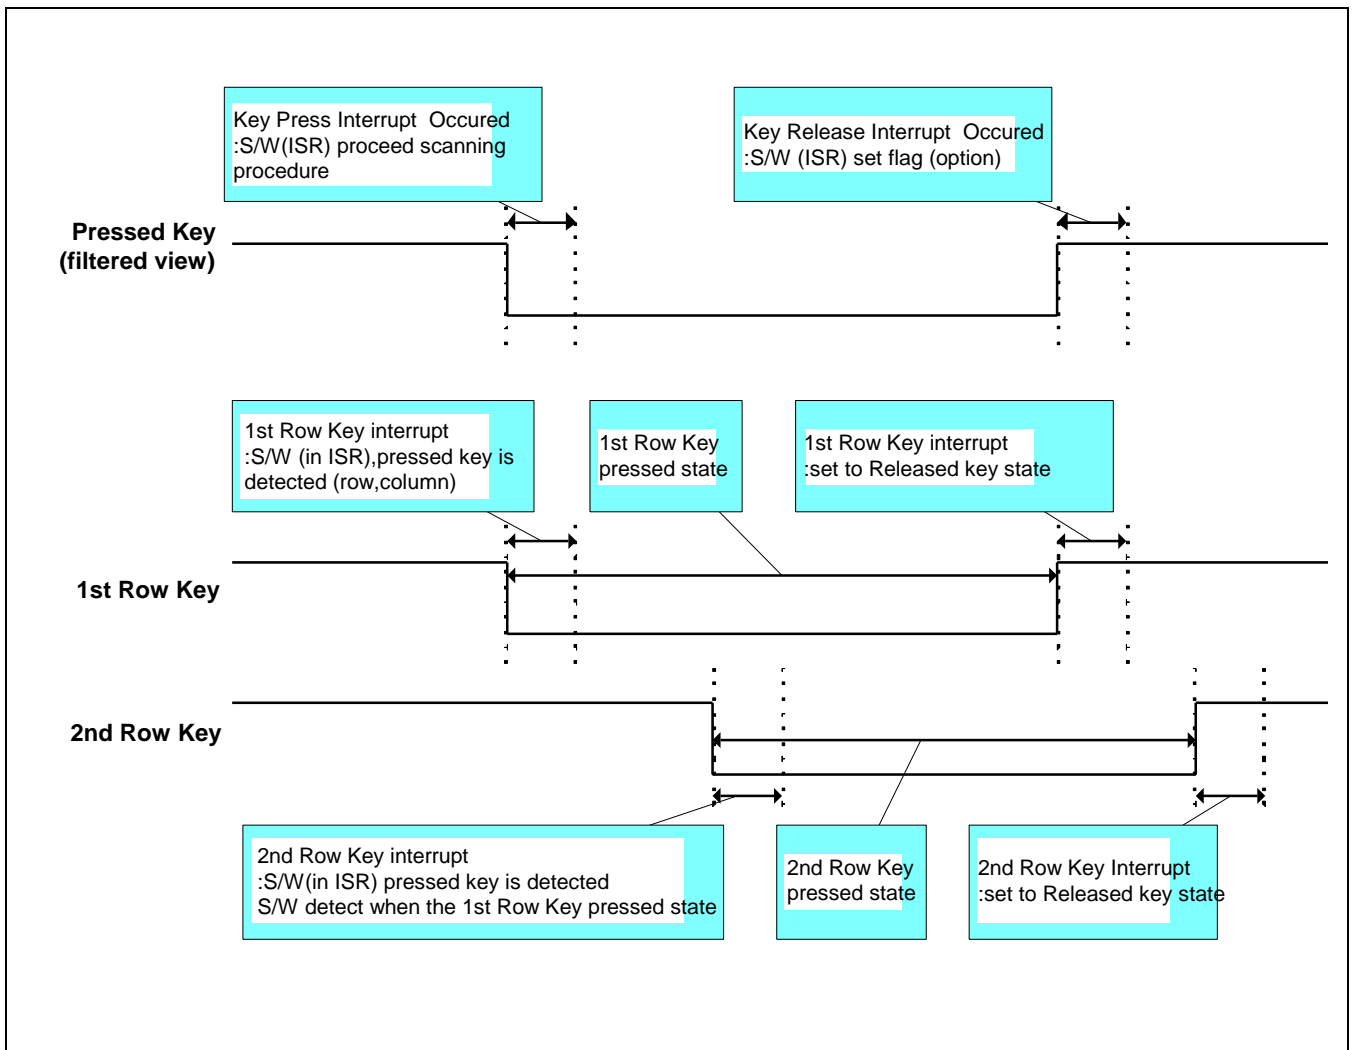 Key Press Interrupt  Occured
:S/W(ISR) proceed scanning
procedure
Key Release Interrupt  Occured
:S/W (ISR) set flag (option)
Pressed Key
(filtered view)
1st Row Key interrupt
:S/W (in ISR),pressed key is
detected (row,column)
1st Row Key
pressed state
1st Row Key interrupt
:set to Released key state
1st Row Key
2nd Row Key
2nd Row Key interrupt
:S/W(in ISR) pressed key is detected
S/W detect when the 1st Row Key pressed state
2nd Row Key
pressed state
2nd Row Key Interrupt
:set to Released key state